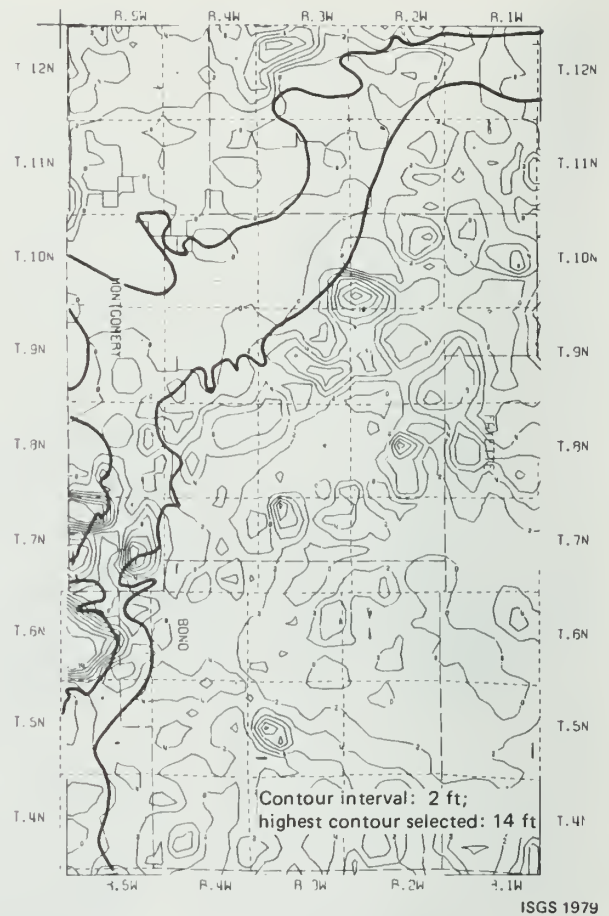 R.5W R.4W R.3W R.2W R.1W
T.12N T.12N
T.11N T.11N
T.10N T.10N
MONTGOMERY
T.9N T.9N
T.8N T.8N
T.7N T.7N
BOND
T.6N T.6N
T.5N T.5N
Contour interval: 2 ft;
highest contour selected: 14 ft
T.4N
R.4W R.2W R.1W
ISGS 1979